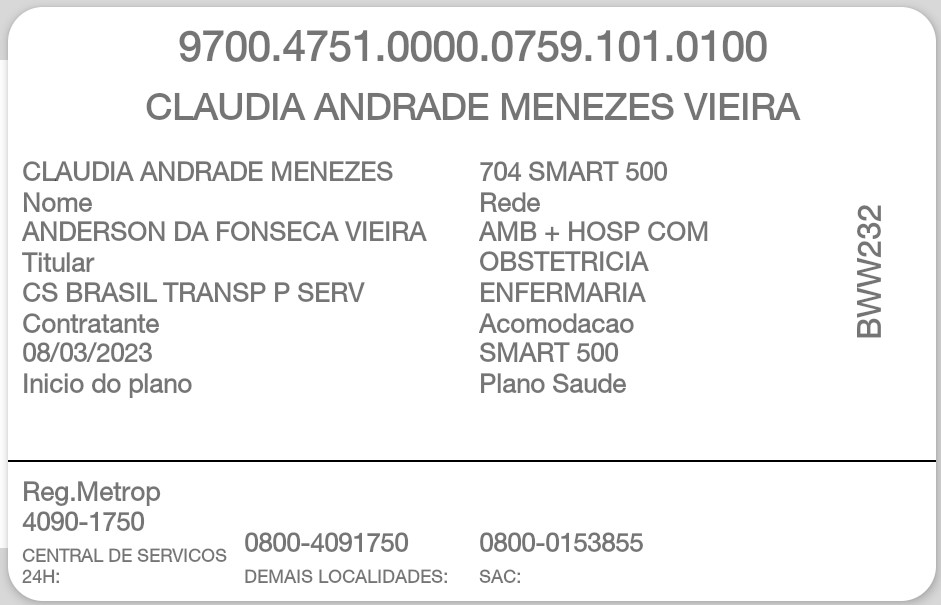 9700.4751.0000.0759.101.0100
CLAUDIA ANDRADE MENEZES VIEIRA
CLAUDIA ANDRADE MENEZES
Nome
ANDERSON DA FONSECA VIEIRA
Titular
CS BRASIL TRANSP P SERV
Contratante
08/03/2023
Inicio do plano
704 SMART 500
Rede
AMB + HOSP COM
OBSTETRICIA
ENFERMARIA
Acomodacao
SMART 500
Plano Saude
BWW232
Reg.Metrop
4090-1750
CENTRAL DE SERVICOS
24H:
0800-4091750
DEMAIS LOCALIDADES:
0800-0153855
SAC: